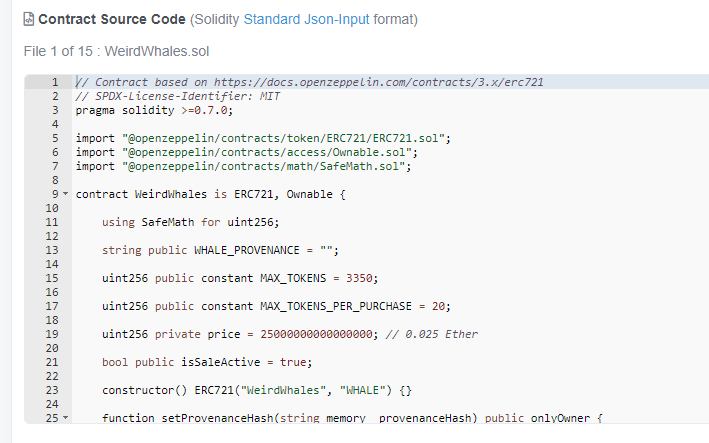 Contract Source Code (Solidity Standard Json-Input format)
File 1 of 15 : WeirdWhales.sol
1 // Contract based on https://docs.openzeppelin.com/contracts/3.x/erc721
2 // SPDX-License-Identifier: MIT
3 pragma solidity >=0.7.0;
4
5 import "@openzeppelin/contracts/token/ERC721/ERC721.sol";
6 import "@openzeppelin/contracts/access/Ownable.sol";
7 import "@openzeppelin/contracts/math/SafeMath.sol";
8
9 contract WeirdWhales is ERC721, Ownable {
10
11 using SafeMath for uint256;
12
13 string public WHALE_PROVENANCE = "";
14
15 uint256 public constant MAX_TOKENS = 3350;
16
17 uint256 public constant MAX_TOKENS_PER_PURCHASE = 20;
18
19 uint256 private price = 25000000000000000; // 0.025 Ether
20
21 bool public isSaleActive = true;
22
23 constructor() ERC721("WeirdWhales", "WHALE") {}
24
25 function setProvenanceHash(string memory _provenanceHash) public onlyOwner {